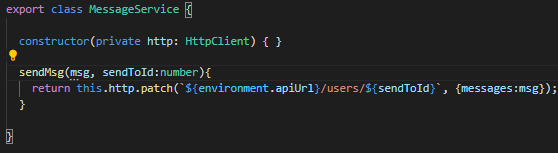 export class MessageService {
constructor(private http: HttpClient) { }
sendMsg(msg, sendToId:number){
return this.http.patch(`${environment.apiUrl}/users/${sendToId}`, {messages:msg});
}
}